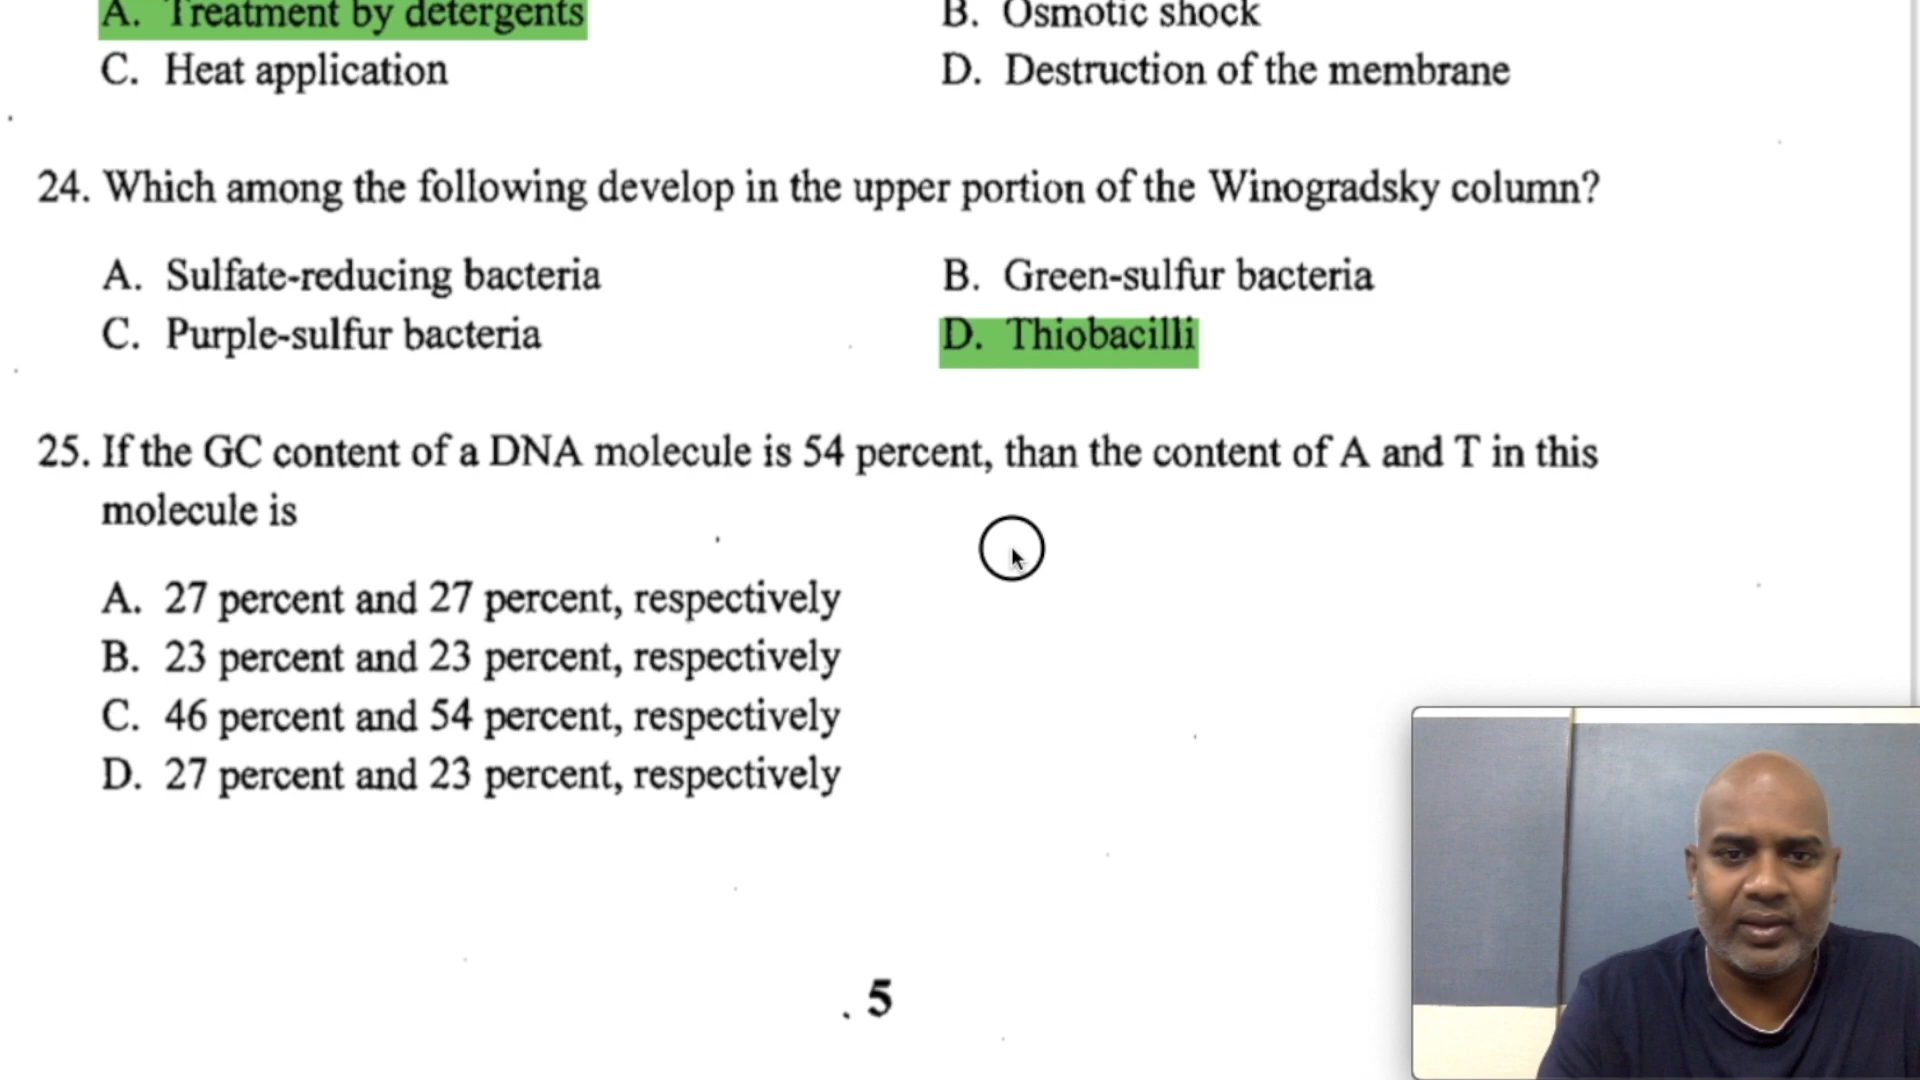 A. Treatment by detergents
B. Osmotic shock
C. Heat application
D. Destruction of the membrane
24. Which among the following develop in the upper portion of the Winogradsky column?
A. Sulfate-reducing bacteria
B. Green-sulfur bacteria
C. Purple-sulfur bacteria
D. Thiobacilli
25. If the GC content of a DNA molecule is 54 percent, than the content of A and T in this
molecule is
A. 27 percent and 27 percent, respectively
B. 23 percent and 23 percent, respectively
C. 46 percent and 54 percent, respectively
D. 27 percent and 23 percent, respectively
. 5